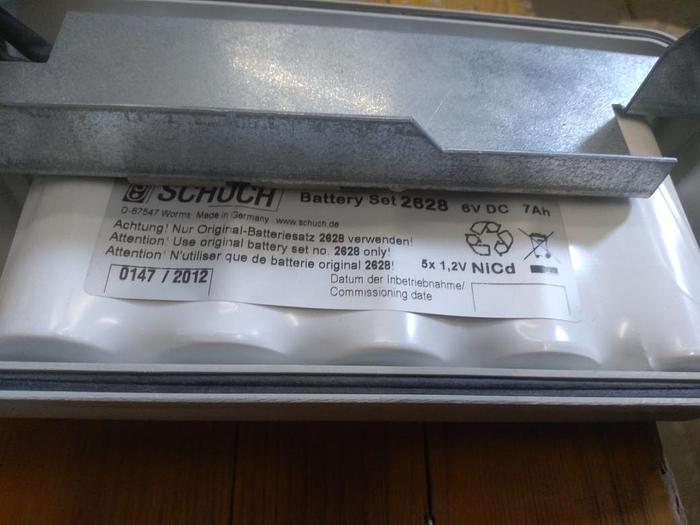 SCHUCH Battery Set 2628 6V DC 7Ah
D-67547 Worms Made in Germany www.schuch.de
Achtung! Nur Original-Batteriesatz 2628 verwenden!
Attention! Use original battery set no. 2628 only!
Attention! N'utiliser que de batterie original 2628!
5x 1,2V NiCd
0147 / 2012
Datum der Inbetriebnahme/
Commissioning date